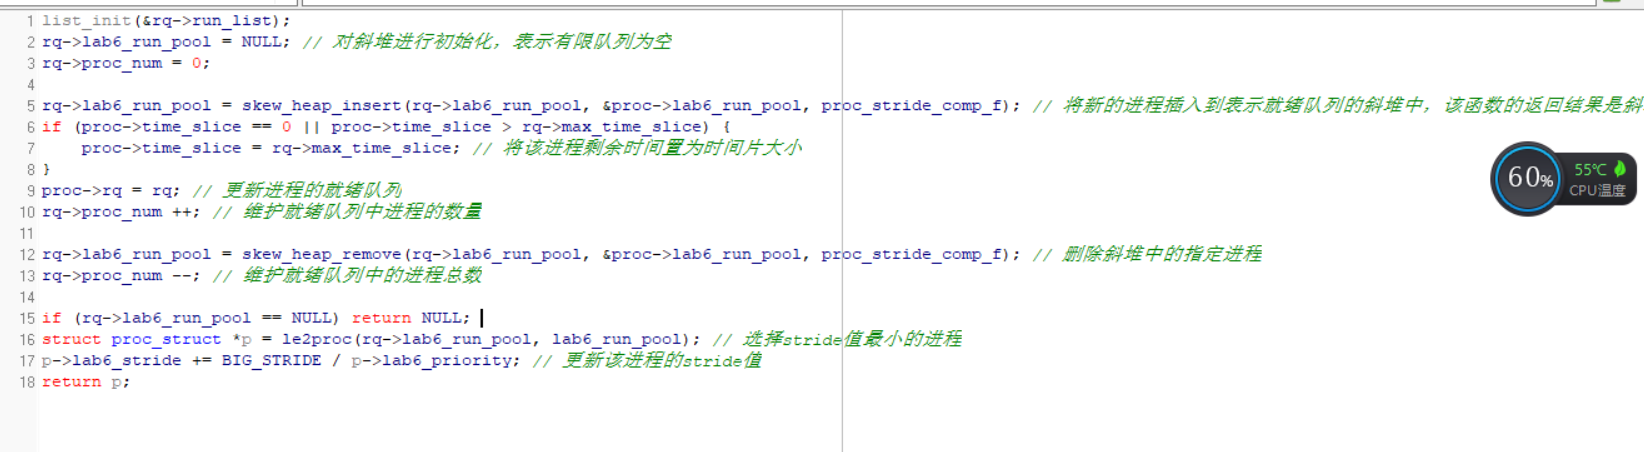 1 list_init(&rq->run_list);
2 rq->lab6_run_pool = NULL; // 对斜堆进行初始化，表示有限队列为空
3 rq->proc_num = 0;
4
5 rq->lab6_run_pool = skew_heap_insert(rq->lab6_run_pool, &proc->lab6_run_pool, proc_stride_comp_f); // 将新的进程插入到表示就绪队列的斜堆中，该函数的返回结果是斜
6 if (proc->time_slice == 0 || proc->time_slice > rq->max_time_slice) {
7     proc->time_slice = rq->max_time_slice; // 将该进程剩余时间置为时间片大小
8 }
9 proc->rq = rq; // 更新进程的就绪队列
10 rq->proc_num ++; // 维护就绪队列中进程的数量
11
12 rq->lab6_run_pool = skew_heap_remove(rq->lab6_run_pool, &proc->lab6_run_pool, proc_stride_comp_f); // 删除斜堆中的指定进程
13 rq->proc_num --; // 维护就绪队列中的进程总数
14
15 if (rq->lab6_run_pool == NULL) return NULL;
16 struct proc_struct *p = le2proc(rq->lab6_run_pool, lab6_run_pool); // 选择stride值最小的进程
17 p->lab6_stride += BIG_STRIDE / p->lab6_priority; // 更新该进程的stride值
18 return p;
60%
55℃
CPU温度